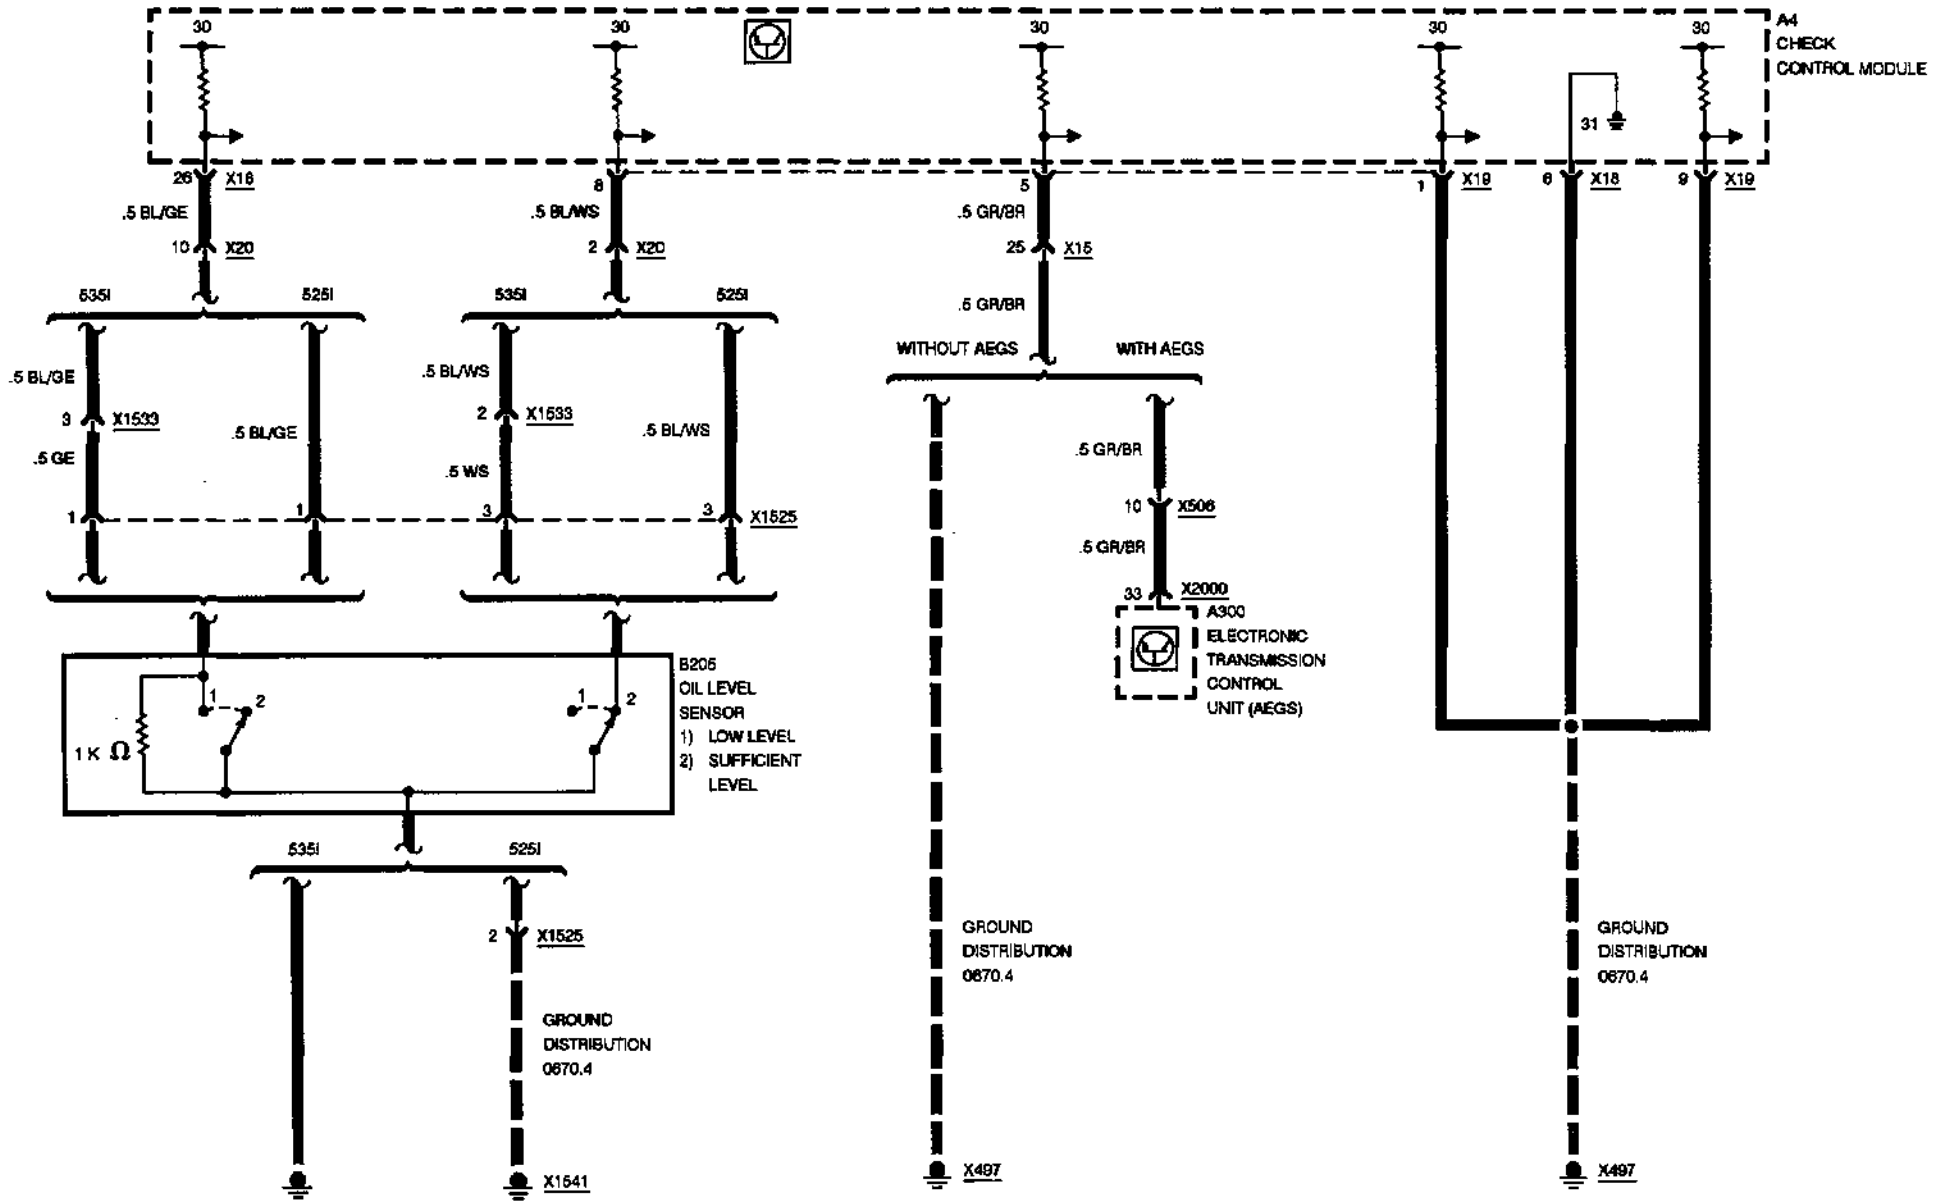 30
30
30
30
30
A4
CHECK
CONTROL MODULE
31
26 X18
8
5
1 X19
6 X18
9 X19
.5 BL/GE
.5 BL/WS
.5 GR/BR
10 X20
2 X20
25 X15
535I
525I
535I
525I
.5 GR/BR
WITHOUT AEGS
WITH AEGS
.5 BL/GE
.5 BL/WS
3 X1533
2 X1533
.5 BL/GE
.5 BL/WS
.5 GR/BR
.5 GE
.5 WS
10 X506
1
1
3
3 X1525
.5 GR/BR
33 X2000
A300
ELECTRONIC
TRANSMISSION
CONTROL
UNIT (AEGS)
B205
OIL LEVEL
SENSOR
1) LOW LEVEL
2) SUFFICIENT
LEVEL
1 2
1 2
1 K Ω
535I
525I
2 X1525
GROUND
DISTRIBUTION
0670.4
GROUND
DISTRIBUTION
0670.4
GROUND
DISTRIBUTION
0670.4
X1541
X497
X497